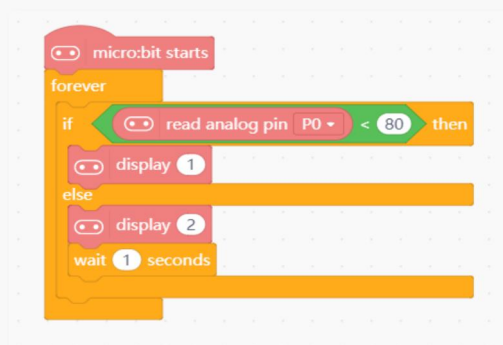 micro:bit starts
forever
if read analog pin P0 < 80 then
display 1
else
display 2
wait 1 seconds